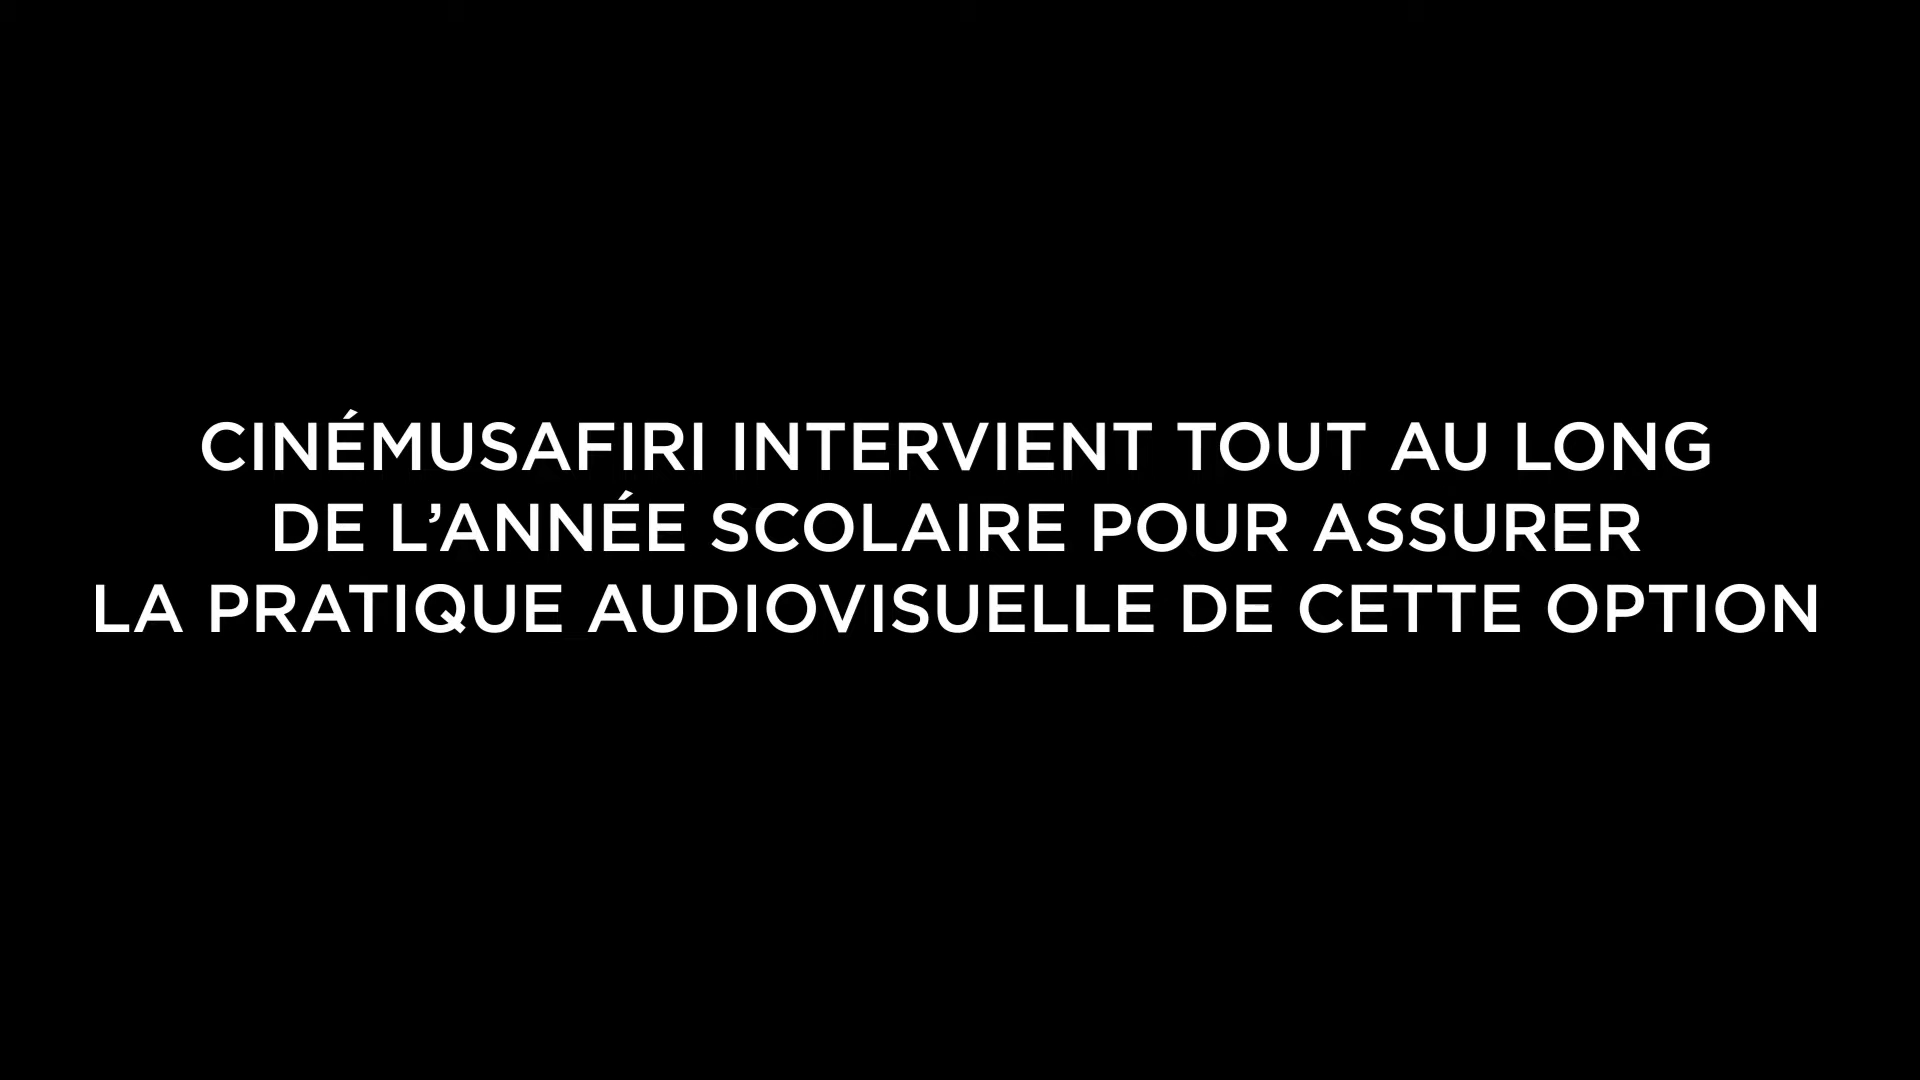 CINÉMUSAFIRI INTERVIENT TOUT AU LONG
DE L’ANNÉE SCOLAIRE POUR ASSURER
LA PRATIQUE AUDIOVISUELLE DE CETTE OPTION